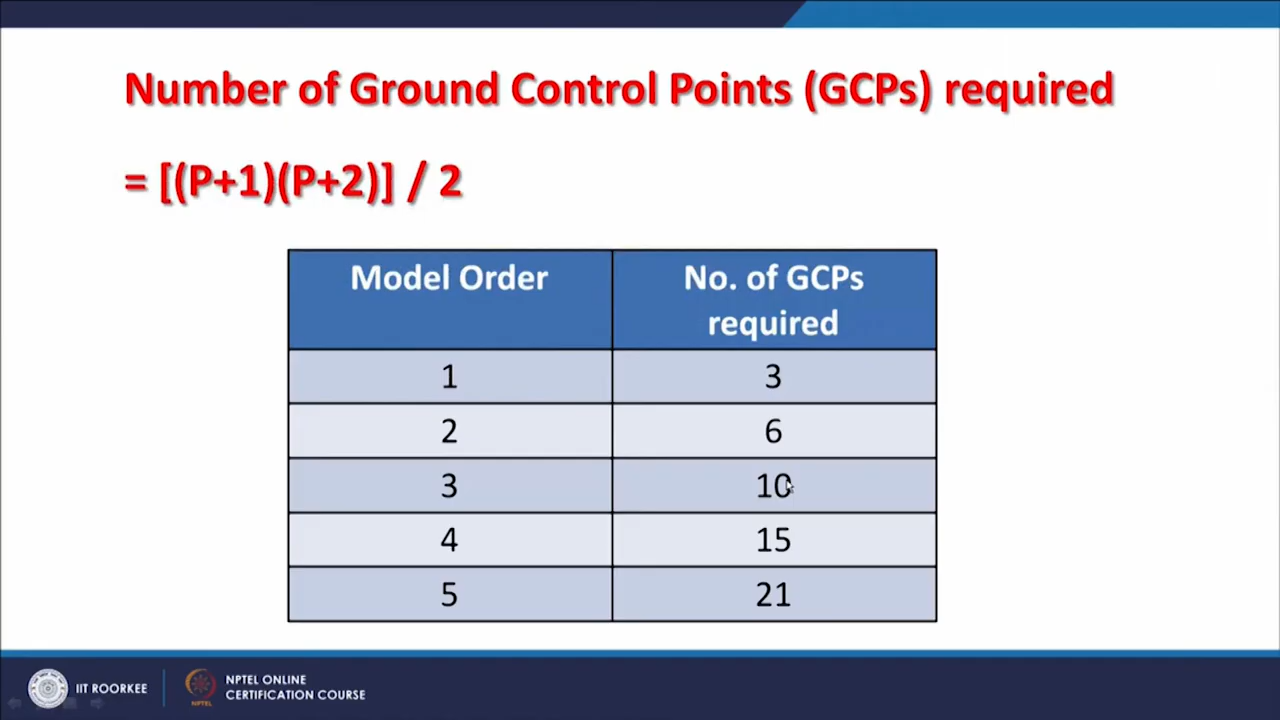 Number of Ground Control Points (GCPs) required
= [(P+1)(P+2)] / 2
Model Order
No. of GCPs
required
1
3
2
6
3
10
4
15
5
21
IIT ROORKEE
NPTEL
NPTEL ONLINE
CERTIFICATION COURSE